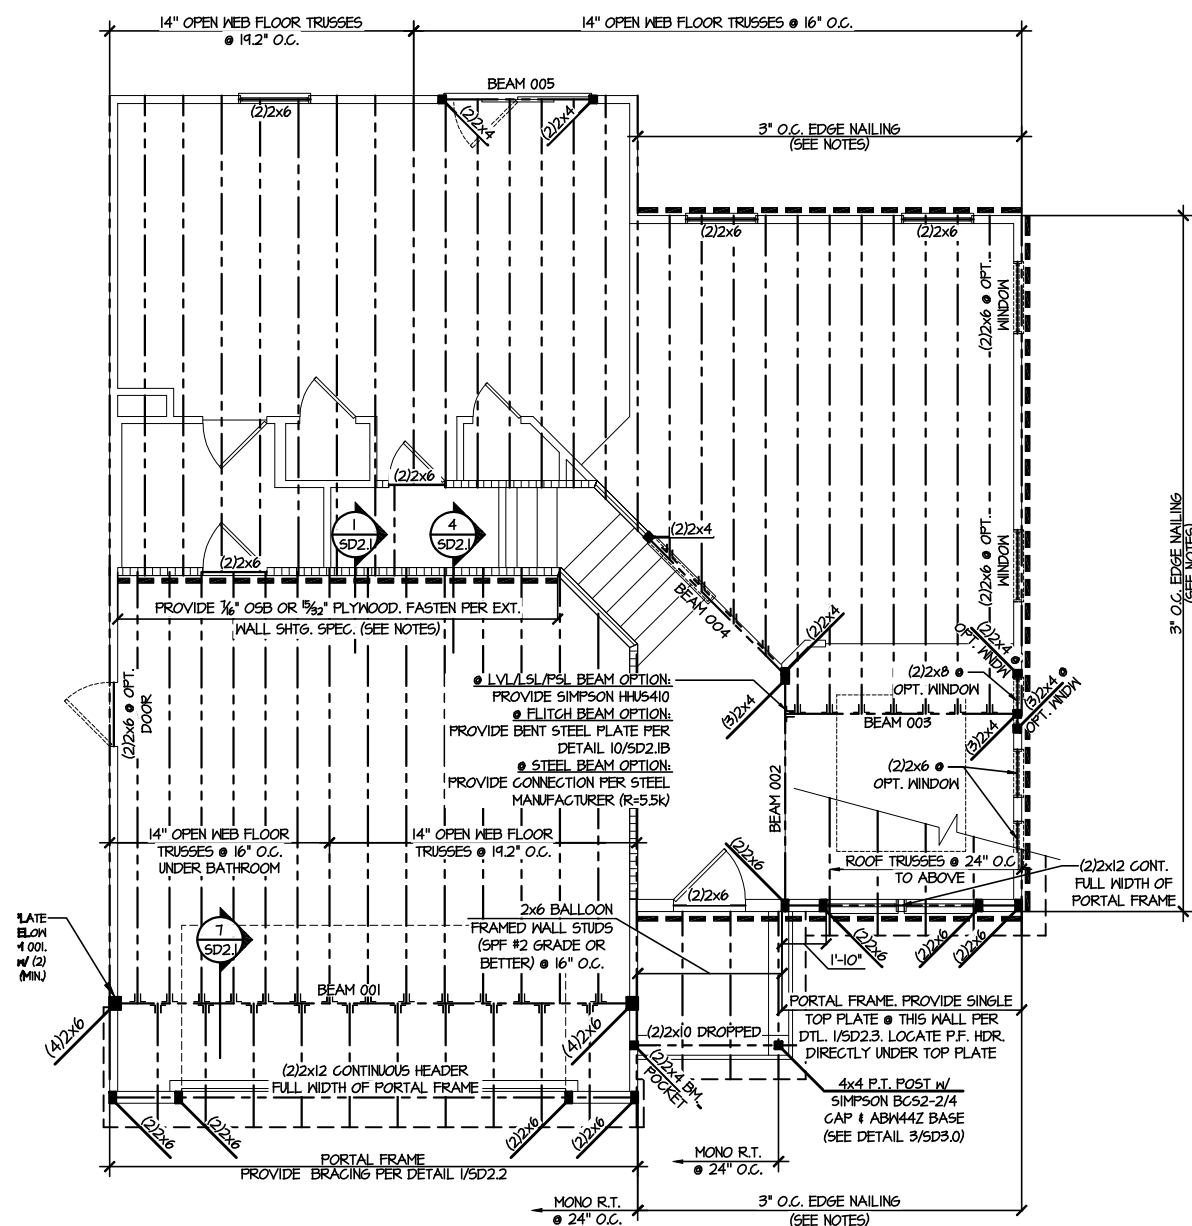 14" OPEN WEB FLOOR TRUSSES
@ 19.2" O.C.
14" OPEN WEB FLOOR TRUSSES @ 16" O.C.
BEAM 005
(2)2x6
(2)2x4
(2)2x4
3" O.C. EDGE NAILING
(SEE NOTES)
(2)2x6
(2)2x6
(2)2x6 @ OPT.
WINDOW
(2)2x6
1
SD2.1
4
SD2.1
(2)2x4
(2)2x6
(2)2x6 @ OPT.
WINDOW
3" O.C. EDGE NAILING
(SEE NOTES)
PROVIDE 7/16" OSB OR 15/32" PLYWOOD. FASTEN PER EXT.
WALL SHTG. SPEC. (SEE NOTES)
BEAM 004
(2)2x4
(2)2x4 @
OPT. WNDW
(2)2x6 @ OPT.
DOOR
@ LVL/LSL/PSL BEAM OPTION:
PROVIDE SIMPSON HHUS410
@ FLITCH BEAM OPTION:
PROVIDE BENT STEEL PLATE PER
DETAIL 10/SD2.1B
@ STEEL BEAM OPTION:
PROVIDE CONNECTION PER STEEL
MANUFACTURER (R=5.5k)
(3)2x4
(2)2x8 @
OPT. WINDOW
(3)2x4 @
OPT. WNDW
BEAM 003
(3)2x4
BEAM 002
(2)2x6 @
OPT. WINDOW
14" OPEN WEB FLOOR
TRUSSES @ 16" O.C.
UNDER BATHROOM
14" OPEN WEB FLOOR
TRUSSES @ 19.2" O.C.
(2)2x6
(2)2x6
ROOF TRUSSES @ 24" O.C.
TO ABOVE
(2)2x12 CONT.
FULL WIDTH OF
PORTAL FRAME
2x6 BALLOON
FRAMED WALL STUDS
(SPF #2 GRADE OR
BETTER) @ 16" O.C.
7
SD2.1
(2)2x6
(2)2x6
(2)2x6
1'-10"
LATE
ELOW
001.
W/ (2)
(MIN.)
BEAM 001
(4)2x6
(4)2x6
PORTAL FRAME. PROVIDE SINGLE
TOP PLATE @ THIS WALL PER
DTL. 1/SD2.3. LOCATE P.F. HDR.
DIRECTLY UNDER TOP PLATE
(2)2x10 DROPPED
(2)2x4 BM.
POCKET
(2)2x12 CONTINUOUS HEADER
FULL WIDTH OF PORTAL FRAME
4x4 P.T. POST W/
SIMPSON BCS2-2/4
CAP & ABW44Z BASE
(SEE DETAIL 3/SD3.0)
(2)2x6
(2)2x6
(2)2x6
(2)2x6
PORTAL FRAME
PROVIDE BRACING PER DETAIL 1/SD2.2
MONO R.T.
@ 24" O.C.
MONO R.T.
@ 24" O.C.
3" O.C. EDGE NAILING
(SEE NOTES)